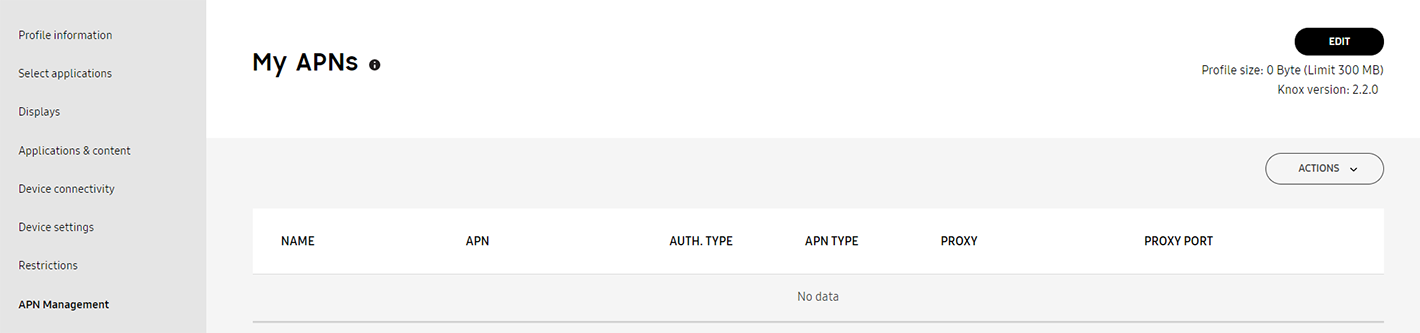 Profile information
Select applications
Displays
Applications & content
Device connectivity
Device settings
Restrictions
APN Management
My APNs
EDIT
Profile size: 0 Byte (Limit 300 MB)
Knox version: 2.2.0
ACTIONS
NAME APN AUTH. TYPE APN TYPE PROXY PROXY PORT
No data